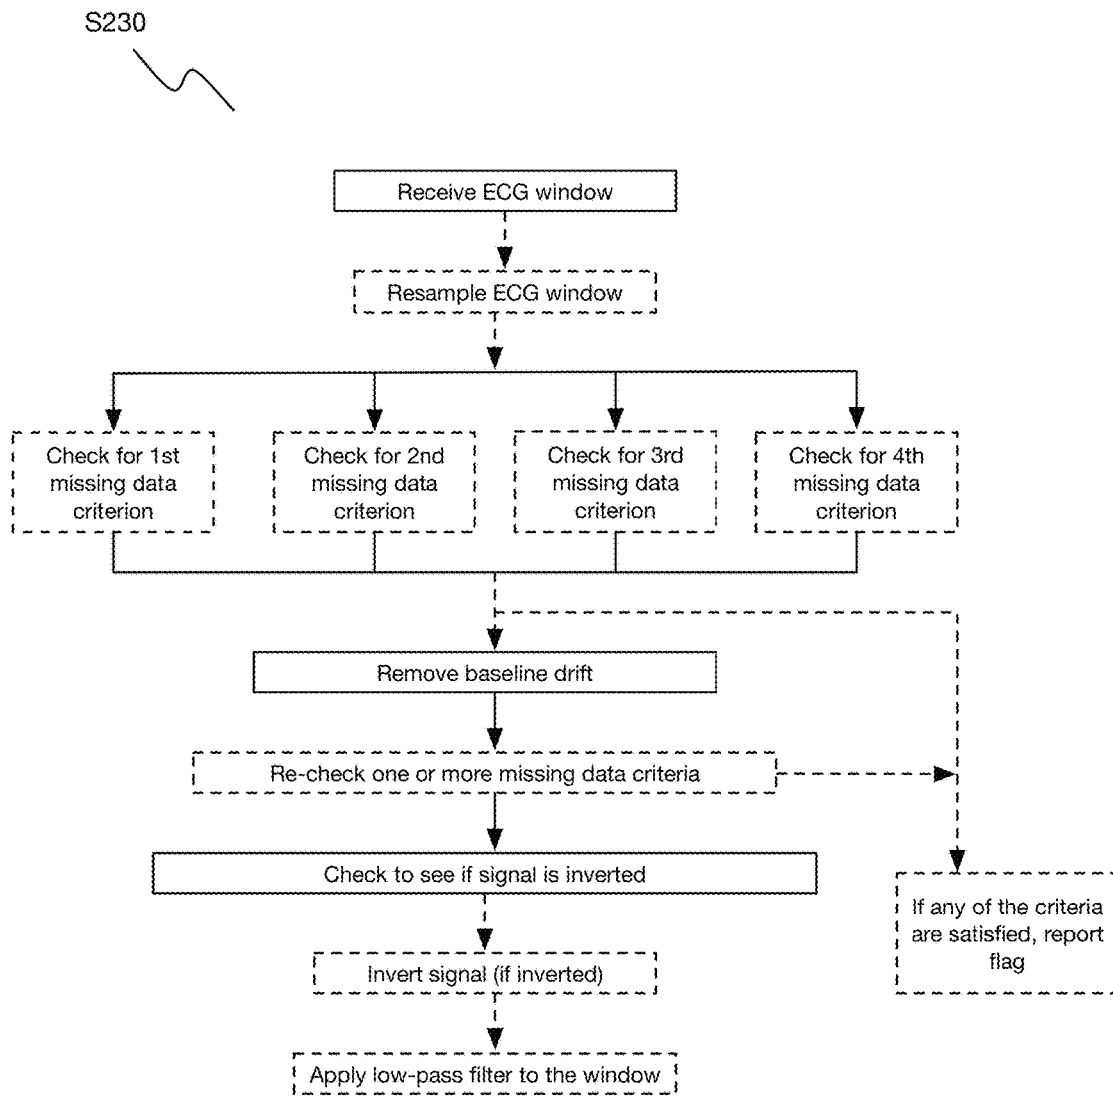 S230
Receive ECG window
Resample ECG window
Check for 1st
missing data
criterion
Check for 2nd
missing data
criterion
Check for 3rd
missing data
criterion
Check for 4th
missing data
criterion
Remove baseline drift
Re-check one or more missing data criteria
Check to see if signal is inverted
If any of the criteria
are satisfied, report
flag
Invert signal (if inverted)
Apply low-pass filter to the window